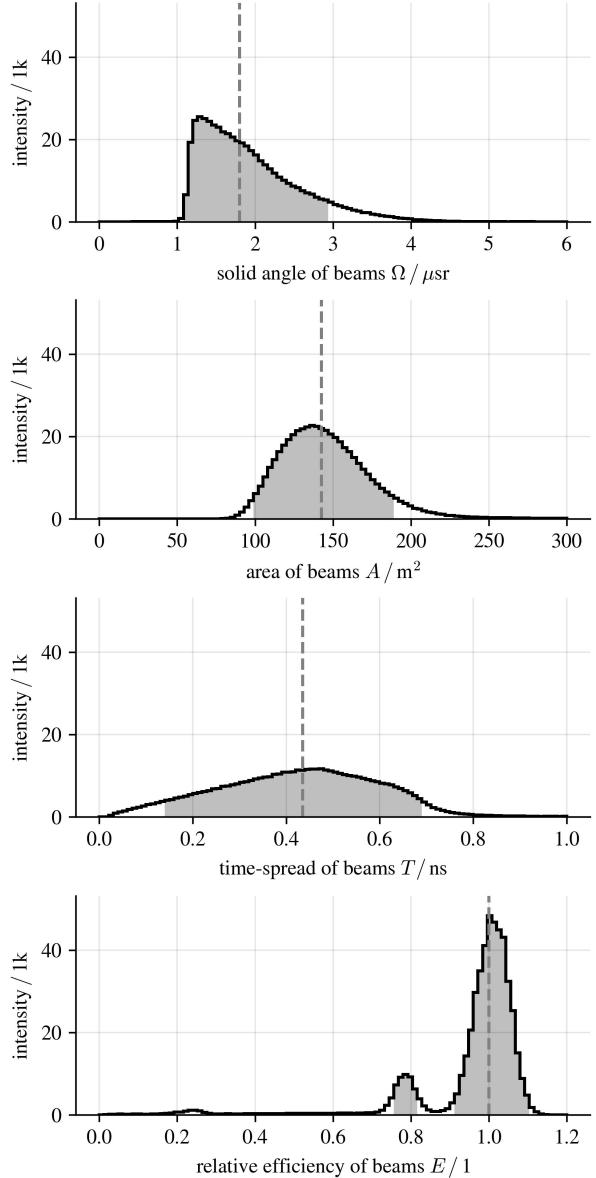 intensity / 1k
40
20
0
0 1 2 3 4 5 6
solid angle of beams Ω / μsr
intensity / 1k
40
20
0
0 50 100 150 200 250 300
area of beams A / m²
intensity / 1k
40
20
0
0.0 0.2 0.4 0.6 0.8 1.0
time-spread of beams T / ns
intensity / 1k
40
20
0
0.0 0.2 0.4 0.6 0.8 1.0 1.2
relative efficiency of beams E / 1